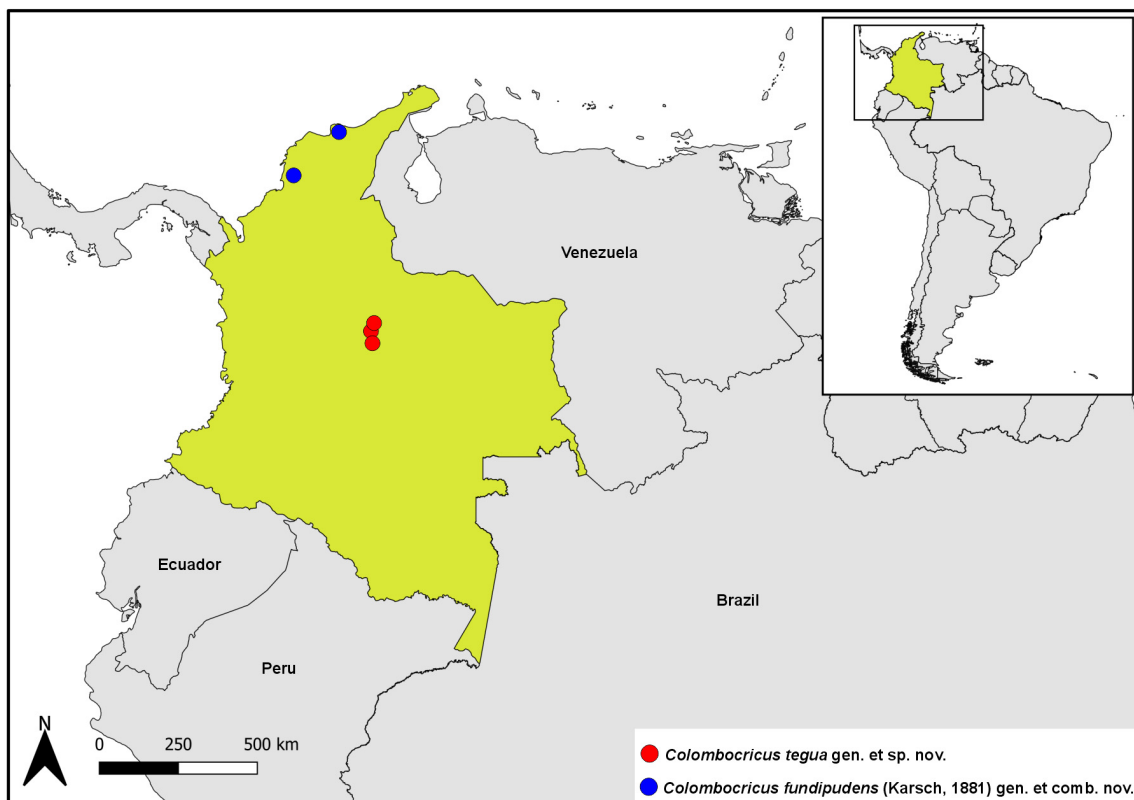 Venezuela
Ecuador
Brazil
Peru
N
0 250 500 km
Colombocricus tegua gen. et sp. nov.
Colombocricus fundipudens (Karsch, 1881) gen. et comb. nov.